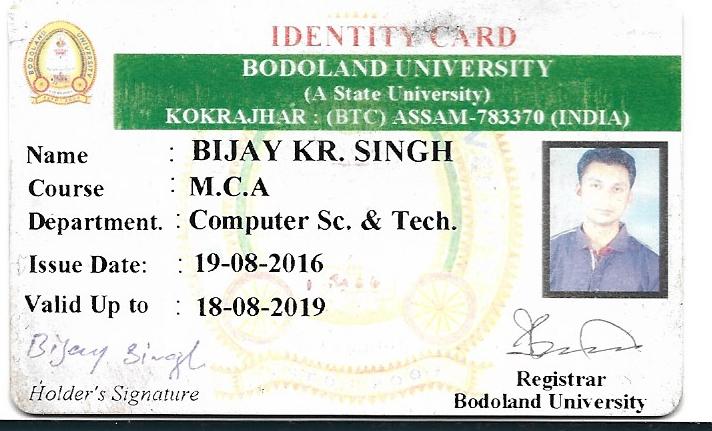 IDENTITY CARD
BODOLAND UNIVERSITY
BODOLAND UNIVERSITY
(A State University)
KOKRAJHAR : (BTC) ASSAM-783370 (INDIA)
Name : BIJAY KR. SINGH
Course : M.C.A
Department. : Computer Sc. & Tech.
Issue Date: : 19-08-2016
Valid Up to : 18-08-2019
Bijay Singh
Holder's Signature
Registrar
Bodoland University